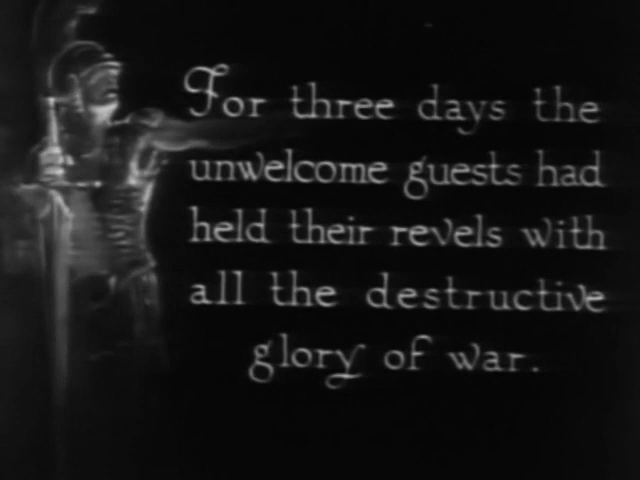 For three days the
unwelcome guests had
held their revels with
all the destructive
glory of war.